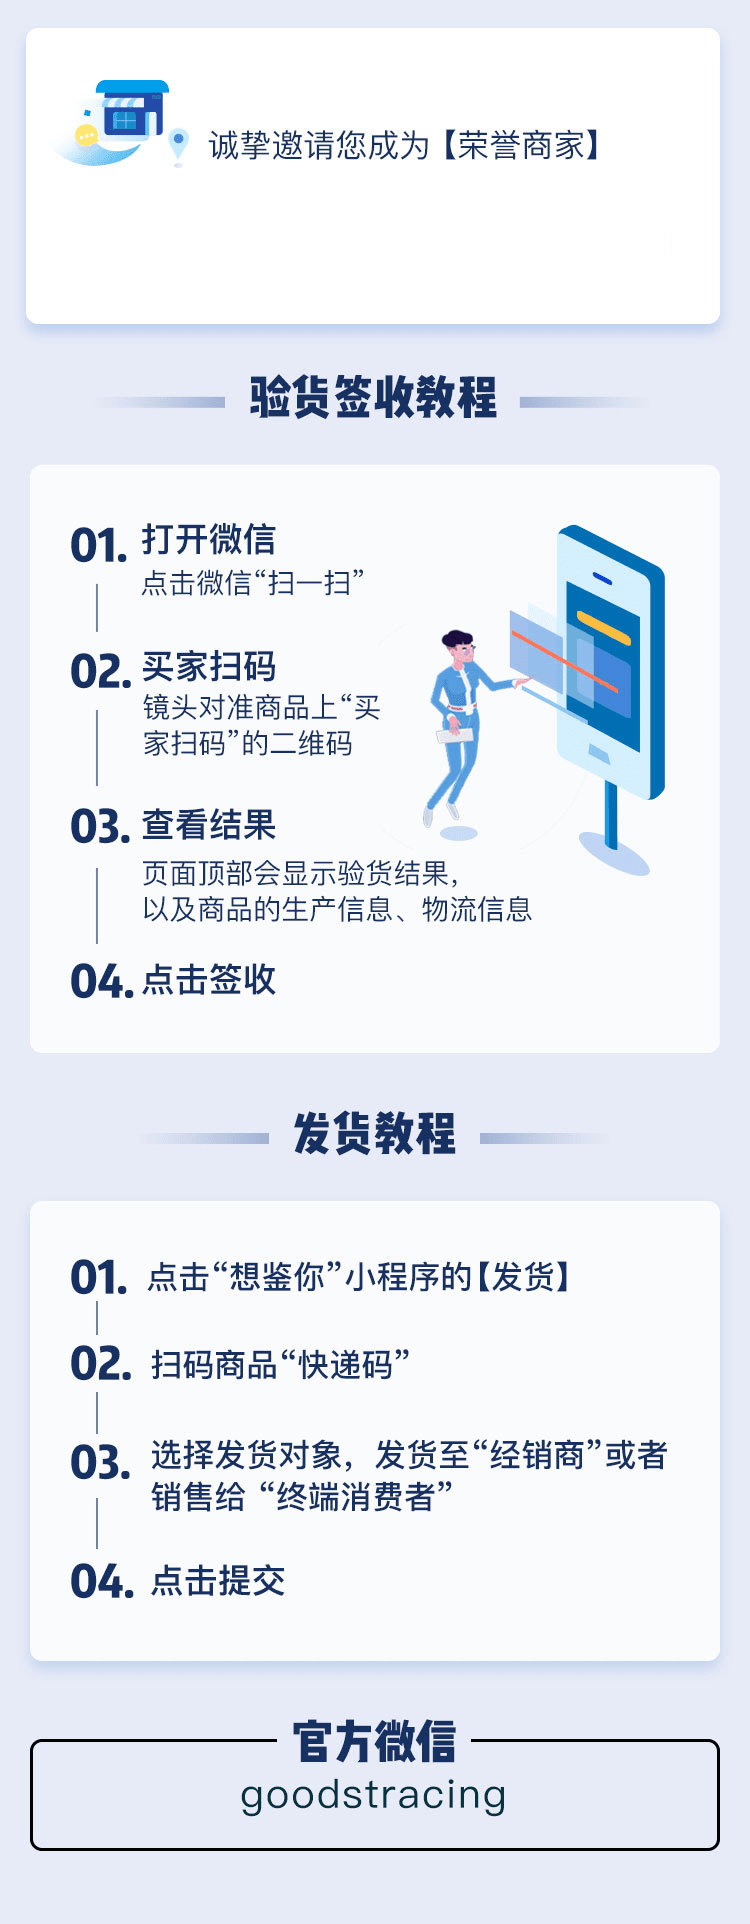 诚挚邀请您成为【荣誉商家】
验货签收教程
01. 打开微信
点击微信“扫一扫”
02. 买家扫码
镜头对准商品上“买
家扫码”的二维码
03. 查看结果
页面顶部会显示验货结果，
以及商品的生产信息、物流信息
04. 点击签收
发货教程
01. 点击“想鉴你”小程序的【发货】
02. 扫码商品“快递码”
03. 选择发货对象，发货至“经销商”或者
销售给 “终端消费者”
04. 点击提交
官方微信
goodstracing